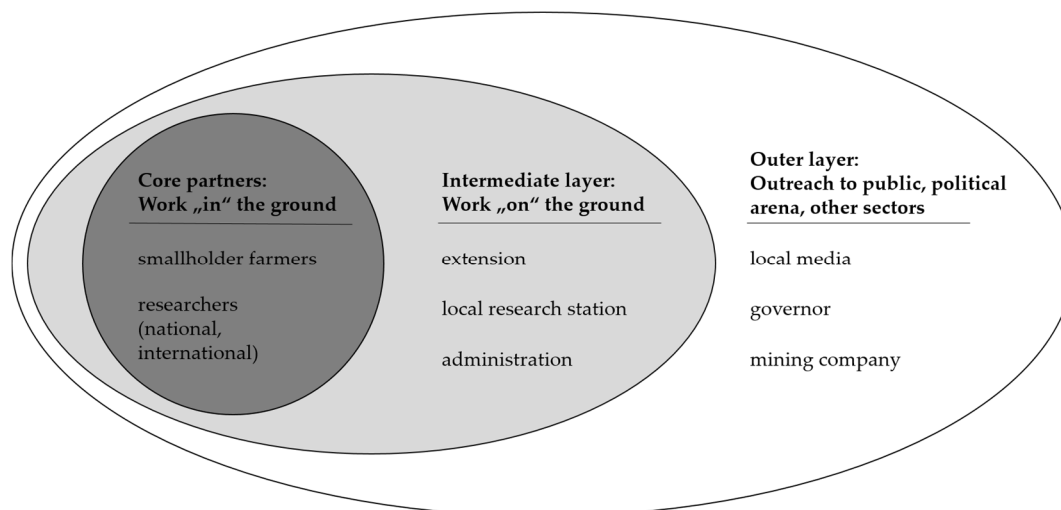 Core partners:
Work „in“ the ground
smallholder farmers
researchers
(national,
international)
Intermediate layer:
Work „on“ the ground
extension
local research station
administration
Outer layer:
Outreach to public, political
arena, other sectors
local media
governor
mining company